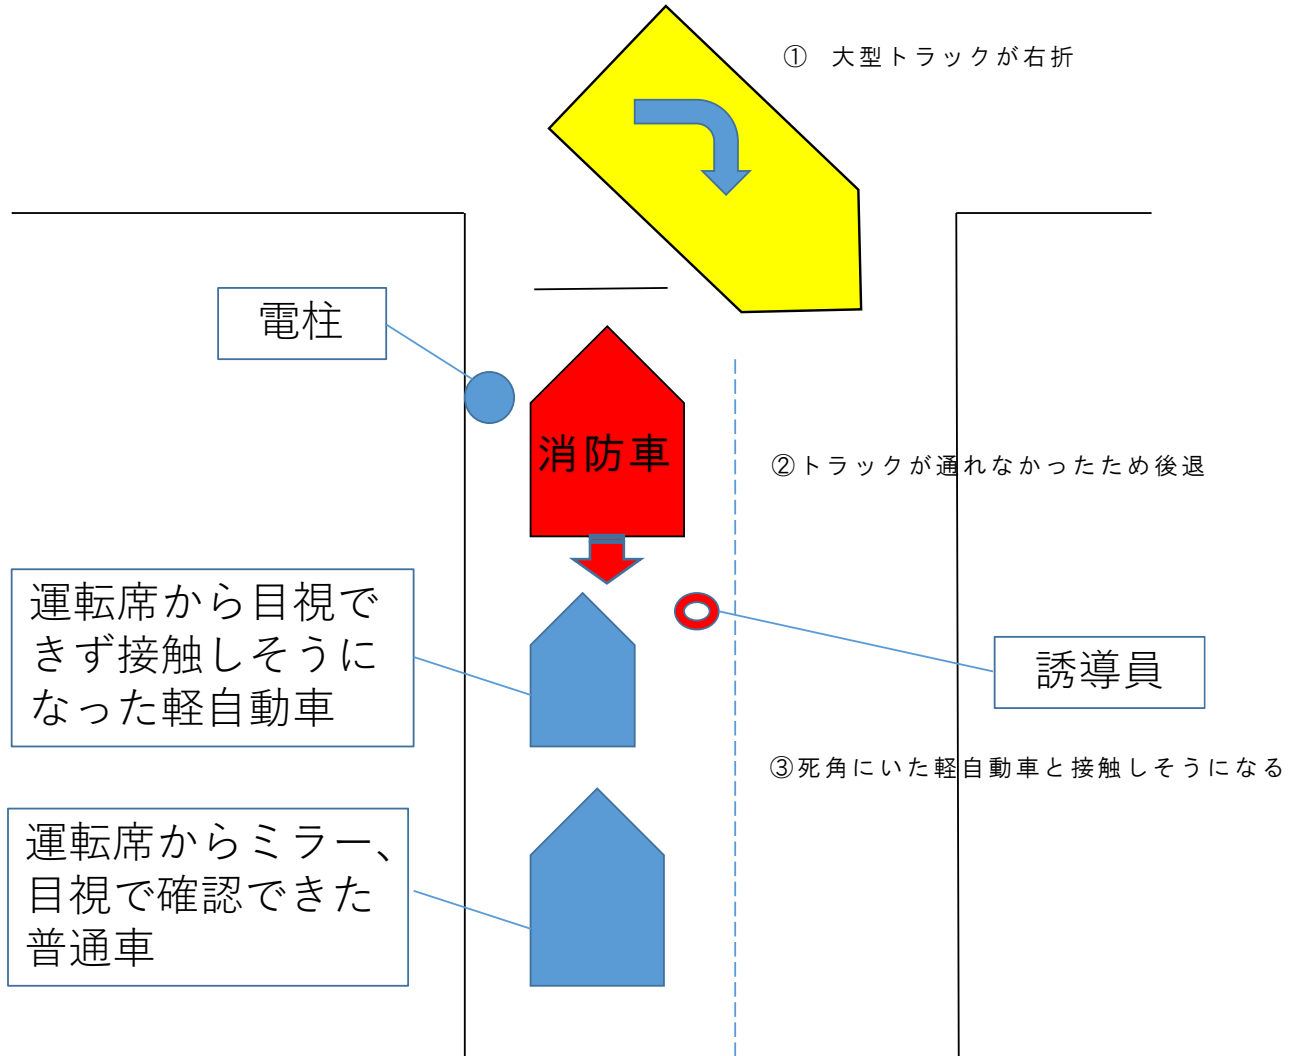 ① 大型トラックが右折
電柱
消防車
②トラックが通れなかったため後退
運転席から目視で
きず接触しそうに
なった軽自動車
誘導員
③死角にいた軽自動車と接触しそうになる
運転席からミラー、
目視で確認できた
普通車